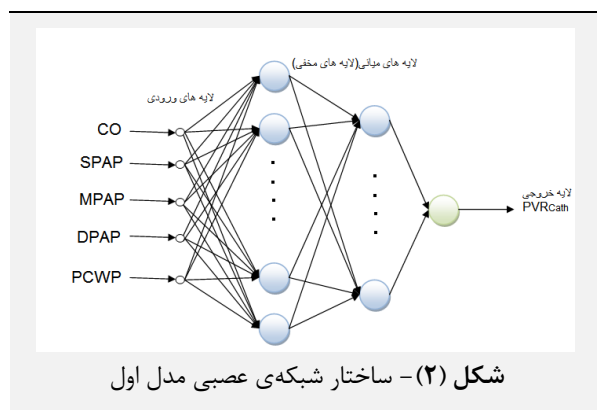 لایه های میانی(لایه های مخفی)
لایه های ورودی
CO
SPAP
MPAP
DPAP
PCWP
لایه خروجی
PVRCath
شکل (۲)- ساختار شبکه‌ی عصبی مدل اول